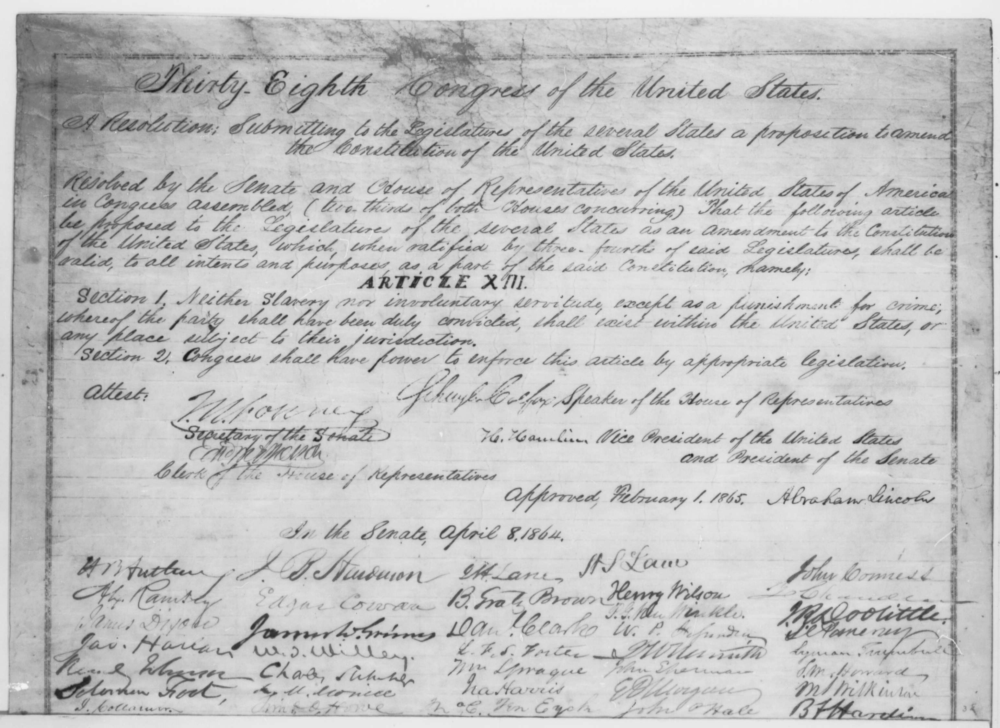 Thirty-Eighth Congress of the United States.
A Resolution; Submitting to the Legislatures of the several States a proposition to amend
the Constitution of the United States.
Resolved by the Senate and House of Representatives of the United States of America
in Congress assembled, (two-thirds of both Houses concurring,) That the following article
be proposed to the Legislatures of the several States as an amendment to the Constitution
of the United States, which, when ratified by three-fourths of said Legislatures, shall be
valid, to all intents and purposes, as a part of the said Constitution, namely:
ARTICLE XIII.
Section 1. Neither Slavery nor involuntary servitude, except as a punishment for crime,
whereof the party shall have been duly convicted, shall exist within the United States, or
any place subject to their jurisdiction.
Section 2. Congress shall have power to enforce this article by appropriate legislation.
Attest:
Schuyler Colfax Speaker of the House of Representatives
J.W. Forney
Secretary of the Senate
H. Hamlin Vice President of the United States
and President of the Senate
Clerk of the House of Representatives
Approved, February 1. 1865. Abraham Lincoln
In the Senate, April 8, 1864.
J. B. Henderson J.H. Lane H S Lane John Conness
Alex. Ramsey Edgar Cowan B. Gratz Brown Henry Wilson
James Dixon James W. Grimes Dan. Clark P. G. Van Winkle. J.R. Doolittle.
Jas. Harlan W. T. Willey. L. F. S. Foster W. P. Fessenden S C Pomeroy
Charles Sumner Wm Sprague J W Nesmith Lyman Trumbull
Solomon Foot, Ira Harris John Sherman J.M. Howard
J. Collamer. Jno C. Ten Eyck E D Morgan M S Wilkinson
John P Hale B F Harding